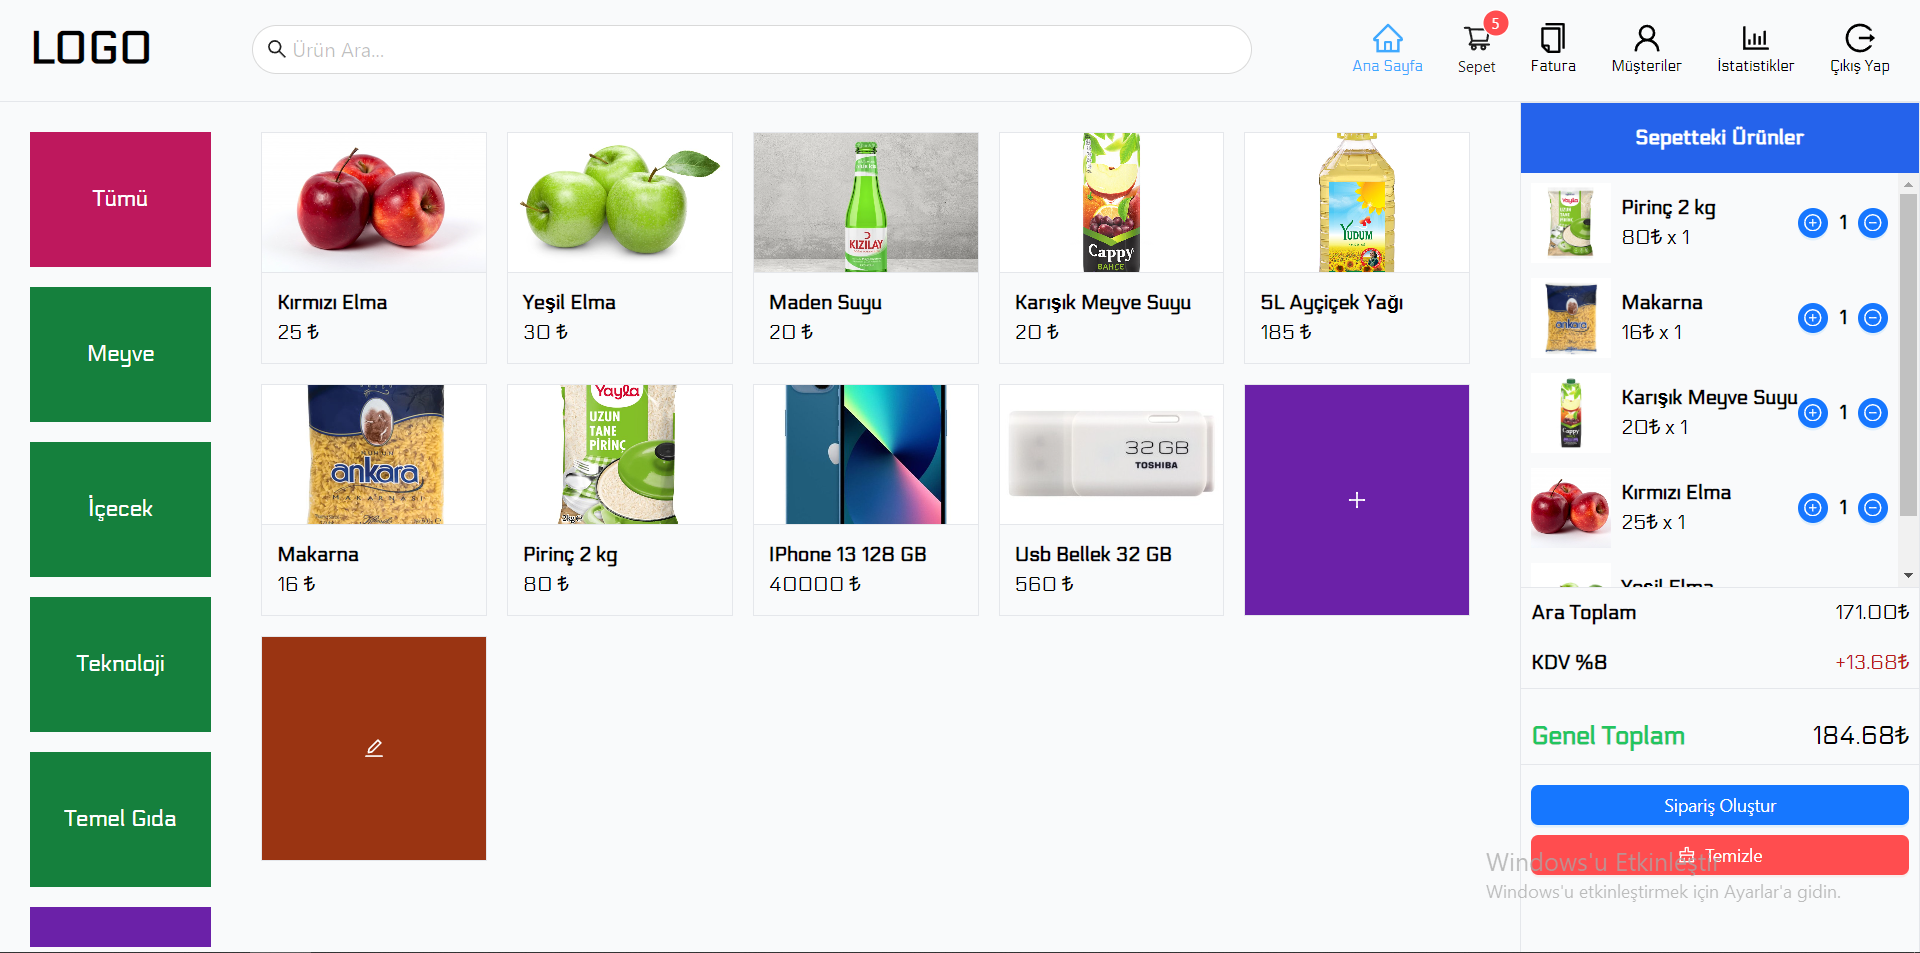 LOGO
Ürün Ara...
Ana Sayfa
5
Sepet
Fatura
Müşteriler
İstatistikler
Çıkış Yap
Tümü
Meyve
İçecek
Teknoloji
Temel Gıda
KIZILAY
Cappy
BAHÇE
YUDUM
Kırmızı Elma
25 ₺
Yeşil Elma
30 ₺
Maden Suyu
20 ₺
Karışık Meyve Suyu
20 ₺
5L Ayçiçek Yağı
185 ₺
ankara
Yayla
UZUN
TANE
PİRİNÇ
32 GB
TOSHIBA
Makarna
16 ₺
Pirinç 2 kg
80 ₺
IPhone 13 128 GB
40000 ₺
Usb Bellek 32 GB
560 ₺
Sepetteki Ürünler
Pirinç 2 kg
80₺ x 1
1
Makarna
16₺ x 1
1
Karışık Meyve Suyu
20₺ x 1
1
Kırmızı Elma
25₺ x 1
1
Yeşil Elma
Ara Toplam 171.00₺
KDV %8 +13.68₺
Genel Toplam 184.68₺
Sipariş Oluştur
Temizle
Windows'u Etkinleştir
Windows'u etkinleştirmek için Ayarlar'a gidin.